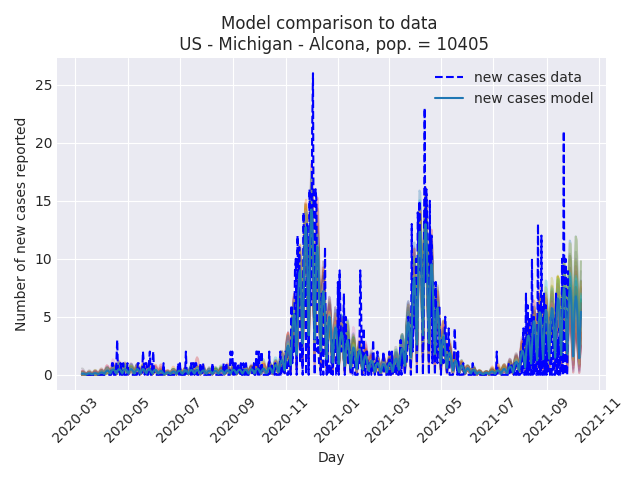 Model comparison to data
US - Michigan - Alcona, pop. = 10405
new cases data
new cases model
Number of new cases reported
25
20
15
10
5
0
2020-03
2020-05
2020-07
2020-09
2020-11
2021-01
2021-03
2021-05
2021-07
2021-09
2021-11
Day